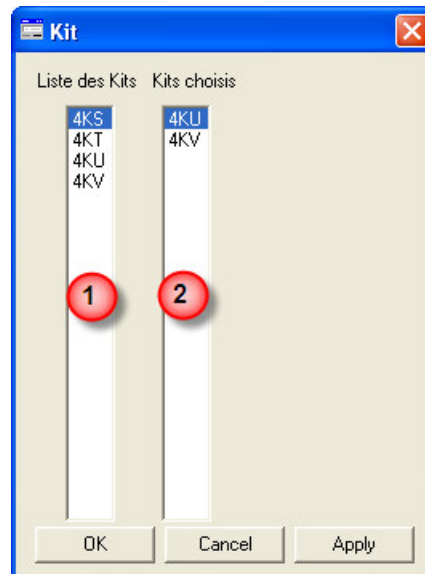 Kit
Liste des Kits Kits choisis
4KS 4KU
4KT 4KV
4KU
4KV
1 2
OK Cancel Apply